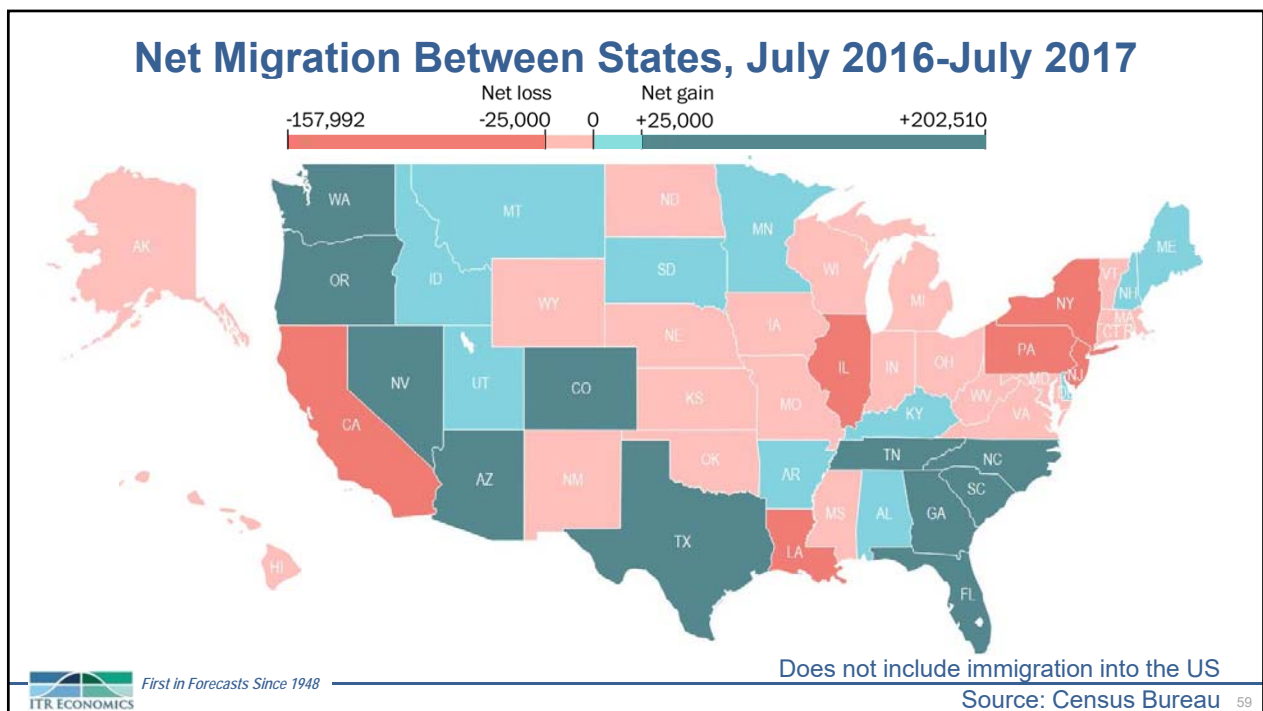 Net Migration Between States, July 2016-July 2017
Net loss Net gain
-157,992 -25,000 0 +25,000 +202,510
WA
MT
ND
MN
ME
AK
OR
ID
SD
WI
VT
NH
WY
MI
NY
MA
CT R
NE
IA
PA
NJ
NV
UT
CO
IL
IN
OH
MD
KS
MO
WV
VA
KY
CA
TN
NC
AZ
NM
OK
AR
SC
MS
AL
GA
TX
LA
HI
FL
Does not include immigration into the US
First in Forecasts Since 1948
ITR ECONOMICS
Source: Census Bureau 59